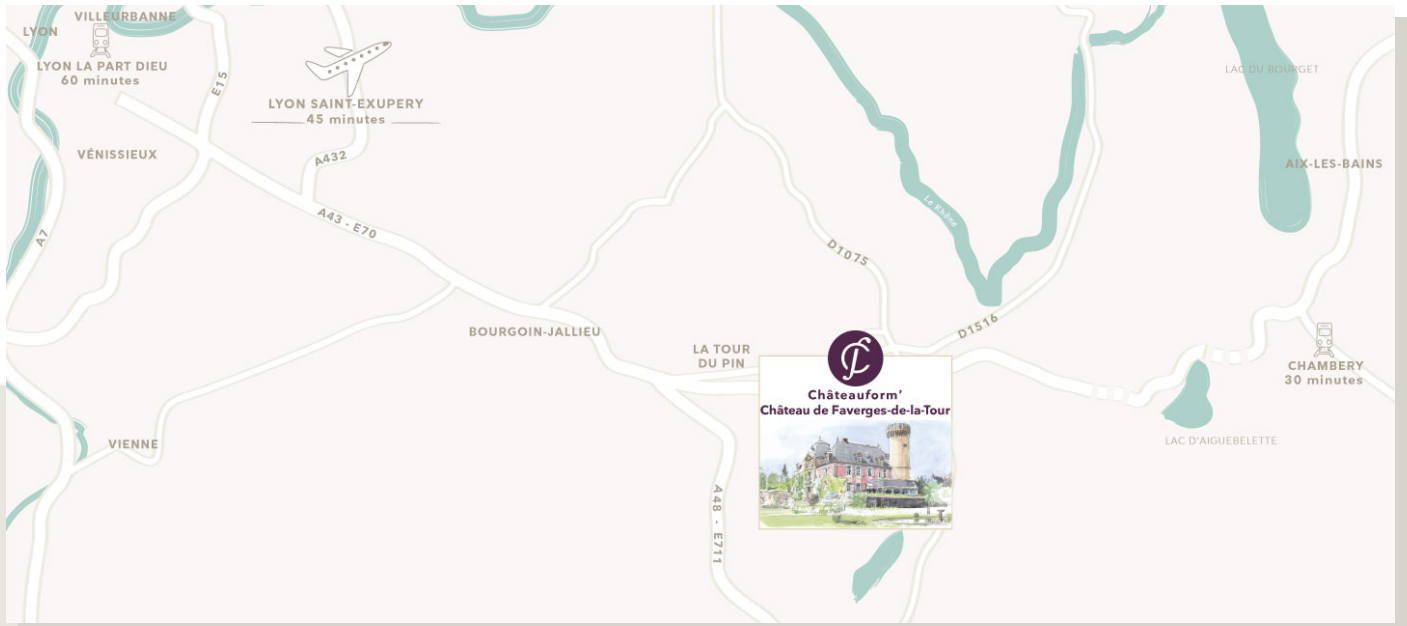 VILLEURBANNE
LYON
LYON LA PART DIEU
60 minutes
E15
LYON SAINT-EXUPERY
45 minutes
VÉNISSIEUX
A432
A7
A43 - E70
LAC DU BOURGET
AIX-LES-BAINS
Le Rhône
D1075
D1516
BOURGOIN-JALLIEU
LA TOUR
DU PIN
CHAMBERY
30 minutes
Châteauform'
Château de Faverges-de-la-Tour
LAC D'AIGUEBELETTE
VIENNE
A48 - E711